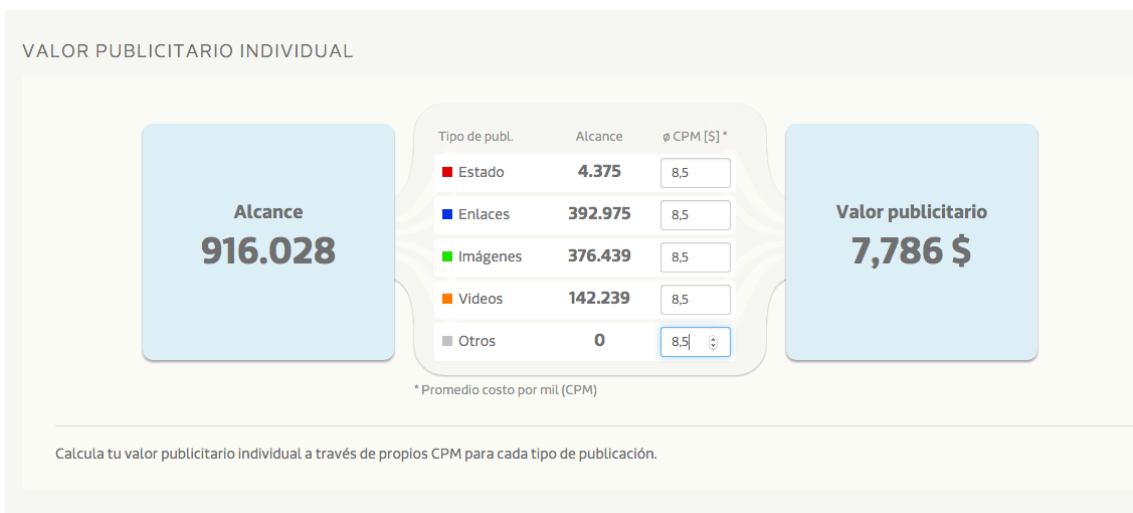 VALOR PUBLICITARIO INDIVIDUAL
Alcance
916.028
Tipo de publ. Alcance ø CPM [$] *
Estado 4.375 8,5
Enlaces 392.975 8,5
Imágenes 376.439 8,5
Videos 142.239 8,5
Otros 0 8,5
* Promedio costo por mil (CPM)
Valor publicitario
7,786 $
Calcula tu valor publicitario individual a través de propios CPM para cada tipo de publicación.